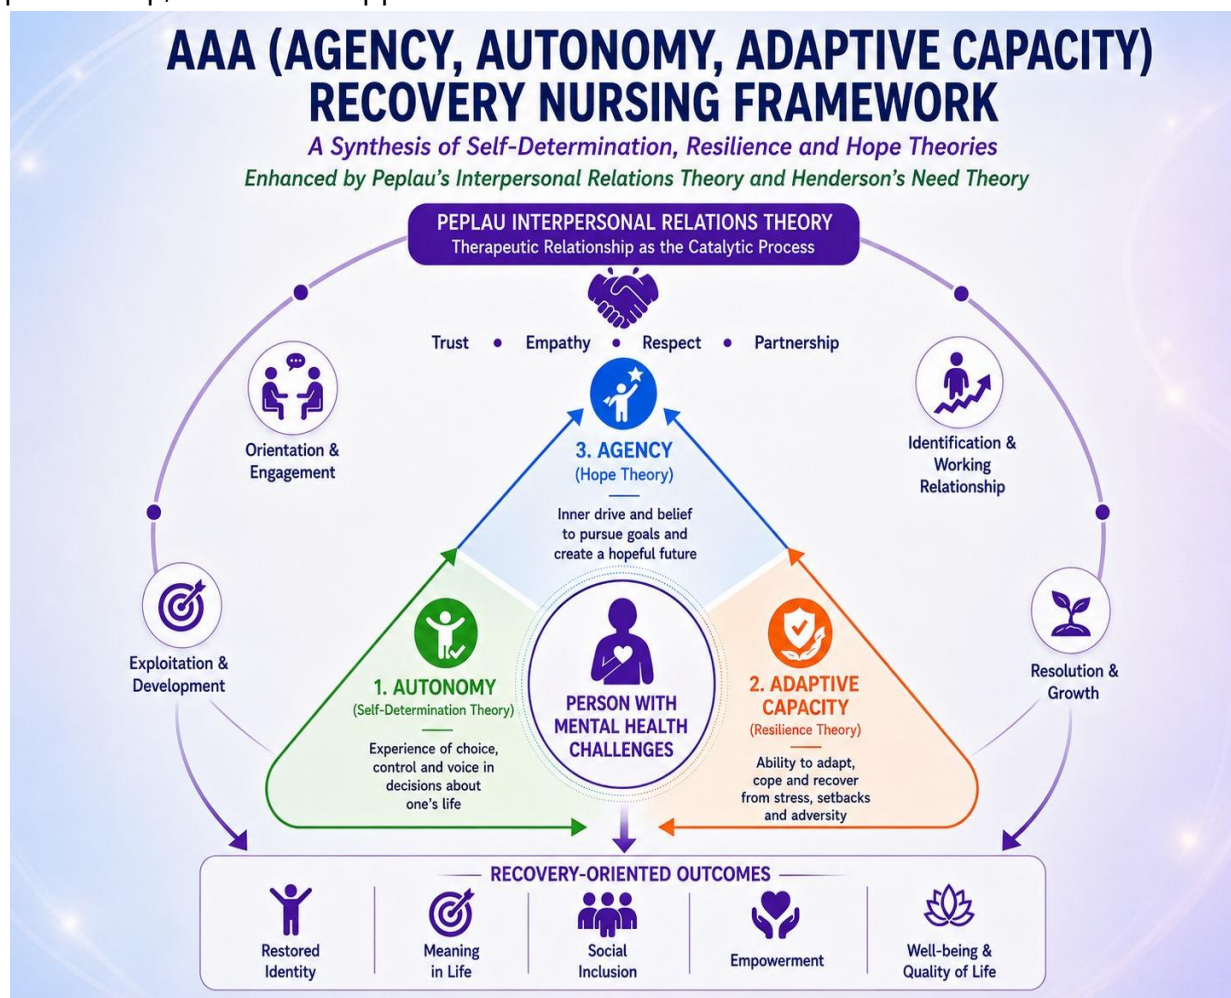 AAA (AGENCY, AUTONOMY, ADAPTIVE CAPACITY)
RECOVERY NURSING FRAMEWORK
A Synthesis of Self-Determination, Resilience and Hope Theories
Enhanced by Peplau's Interpersonal Relations Theory and Henderson's Need Theory
PEPLAU INTERPERSONAL RELATIONS THEORY
Therapeutic Relationship as the Catalytic Process
Trust • Empathy • Respect • Partnership
Orientation &
Engagement
Identification &
Working
Relationship
3. AGENCY
(Hope Theory)
Inner drive and belief
to pursue goals and
create a hopeful future
Exploitation &
Development
Resolution &
Growth
1. AUTONOMY
(Self-Determination Theory)
Experience of choice,
control and voice in
decisions about
one's life
PERSON WITH
MENTAL HEALTH
CHALLENGES
2. ADAPTIVE
CAPACITY
(Resilience Theory)
Ability to adapt,
cope and recover
from stress, setbacks
and adversity
RECOVERY-ORIENTED OUTCOMES
Restored
Identity
Meaning
in Life
Social
Inclusion
Empowerment
Well-being &
Quality of Life